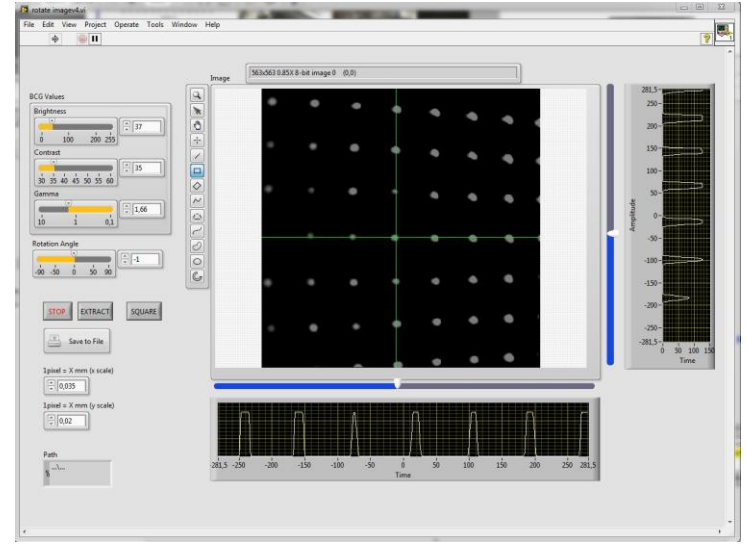 rotate imagev4.vi
File Edit View Project Operate Tools Window Help
Image
563x563 0.85X 8-bit image 0 (0,0)
BCG Values
Brightness
37
0 100 200 255
Contrast
35
30 35 40 45 50 55 60
Gamma
1,66
10 1 0,1
Rotation Angle
-1
-90 -50 0 50 90
STOP EXTRACT SQUARE
Save to File
1pixel = X mm (x scale)
0,035
1pixel = X mm (y scale)
0,02
Path
281,5
250
200
150
100
50
0
-50
-100
-150
-200
-250
-281,5
Amplitude
0 50 100 150
Time
-281,5 -250 -200 -150 -100 -50 0 50 100 150 200 250 281,5
Time